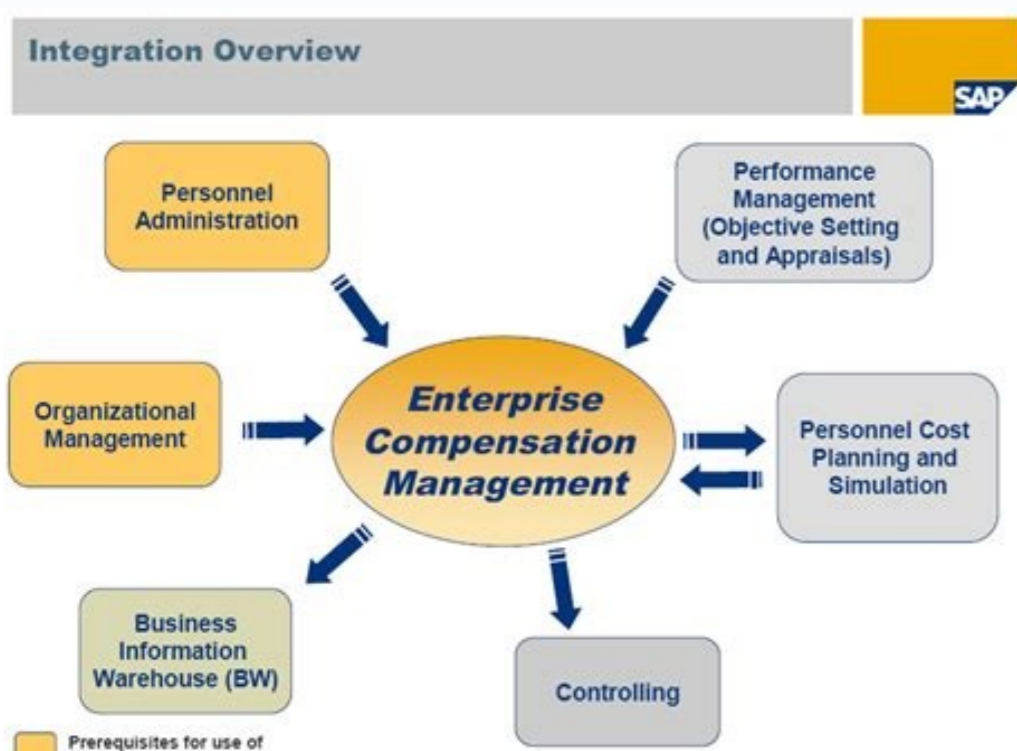 Integration Overview
SAP
Personnel
Administration
Performance
Management
(Objective Setting
and Appraisals)
Organizational
Management
Enterprise
Compensation
Management
Personnel Cost
Planning and
Simulation
Business
Information
Warehouse (BW)
Controlling
Prerequisites for use of